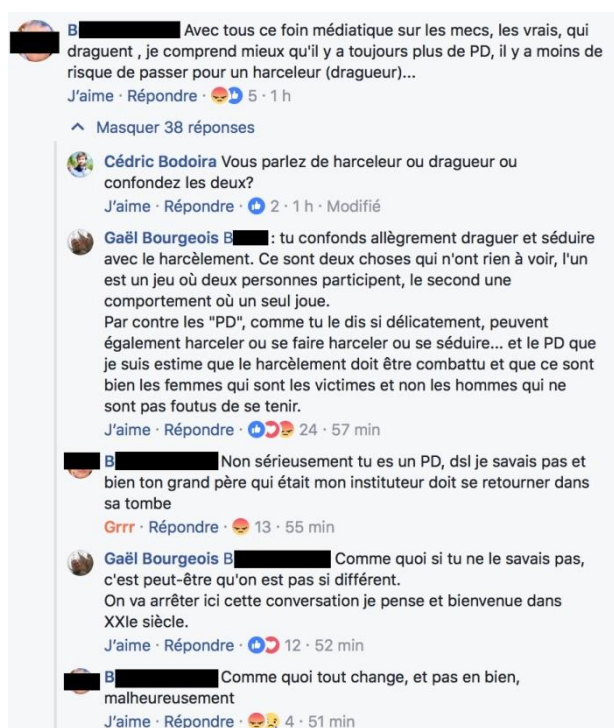 B Avec tous ce foin médiatique sur les mecs, les vrais, qui
draguent , je comprend mieux qu'il y a toujours plus de PD, il y a moins de
risque de passer pour un harceleur (dragueur)...
J'aime · Répondre · 5 · 1 h
Masquer 38 réponses
Cédric Bodoira Vous parlez de harceleur ou dragueur ou
confondez les deux?
J'aime · Répondre · 2 · 1 h · Modifié
Gaël Bourgeois B : tu confonds allègrement draguer et séduire
avec le harcèlement. Ce sont deux choses qui n'ont rien à voir, l'un
est un jeu où deux personnes participent, le second une
comportement où un seul joue.
Par contre les "PD", comme tu le dis si délicatement, peuvent
également harceler ou se faire harceler ou se séduire... et le PD que
je suis estime que le harcèlement doit être combattu et que ce sont
bien les femmes qui sont les victimes et non les hommes qui ne
sont pas foutus de se tenir.
J'aime · Répondre · 24 · 57 min
B Non sérieusement tu es un PD, dsl je savais pas et
bien ton grand père qui était mon instituteur doit se retourner dans
sa tombe
Grrr · Répondre · 13 · 55 min
Gaël Bourgeois B Comme quoi si tu ne le savais pas,
c'est peut-être qu'on est pas si différent.
On va arrêter ici cette conversation je pense et bienvenue dans
XXIe siècle.
J'aime · Répondre · 12 · 52 min
B Comme quoi tout change, et pas en bien,
malheureusement
J'aime · Répondre · 4 · 51 min